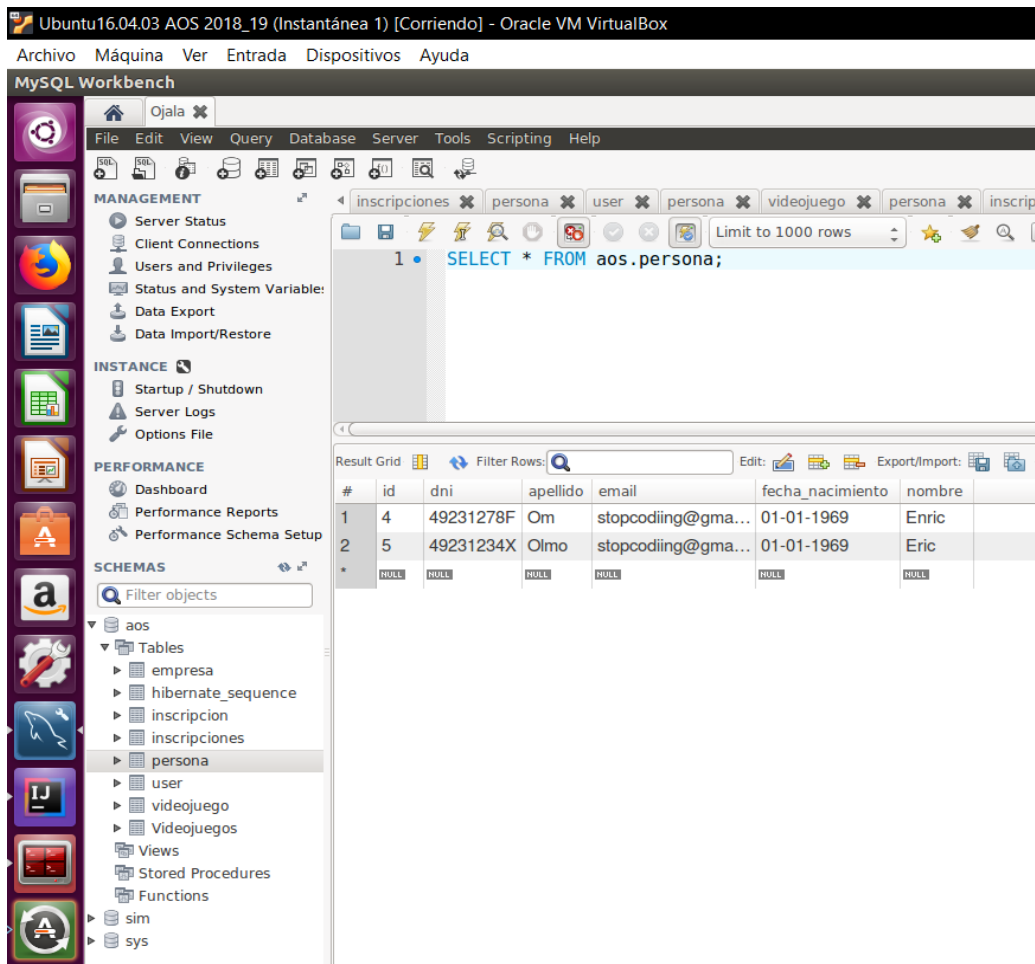 Ubuntu16.04.03 AOS 2018_19 (Instantánea 1) [Corriendo] - Oracle VM VirtualBox
Archivo Máquina Ver Entrada Dispositivos Ayuda
MySQL Workbench
Ojala
File Edit View Query Database Server Tools Scripting Help
MANAGEMENT
Server Status
Client Connections
Users and Privileges
Status and System Variables
Data Export
Data Import/Restore
INSTANCE
Startup / Shutdown
Server Logs
Options File
PERFORMANCE
Dashboard
Performance Reports
Performance Schema Setup
SCHEMAS
Filter objects
aos
Tables
empresa
hibernate_sequence
inscripcion
inscripciones
persona
user
videojuego
Videojuegos
Views
Stored Procedures
Functions
sim
sys
inscripciones persona user persona videojuego persona inscrip
Limit to 1000 rows
1 SELECT * FROM aos.persona;
Result Grid Filter Rows: Edit: Export/Import:
# id dni apellido email fecha_nacimiento nombre
1 4 49231278F Om stopcodiing@gma... 01-01-1969 Enric
2 5 49231234X Olmo stopcodiing@gma... 01-01-1969 Eric
* NULL NULL NULL NULL NULL NULL